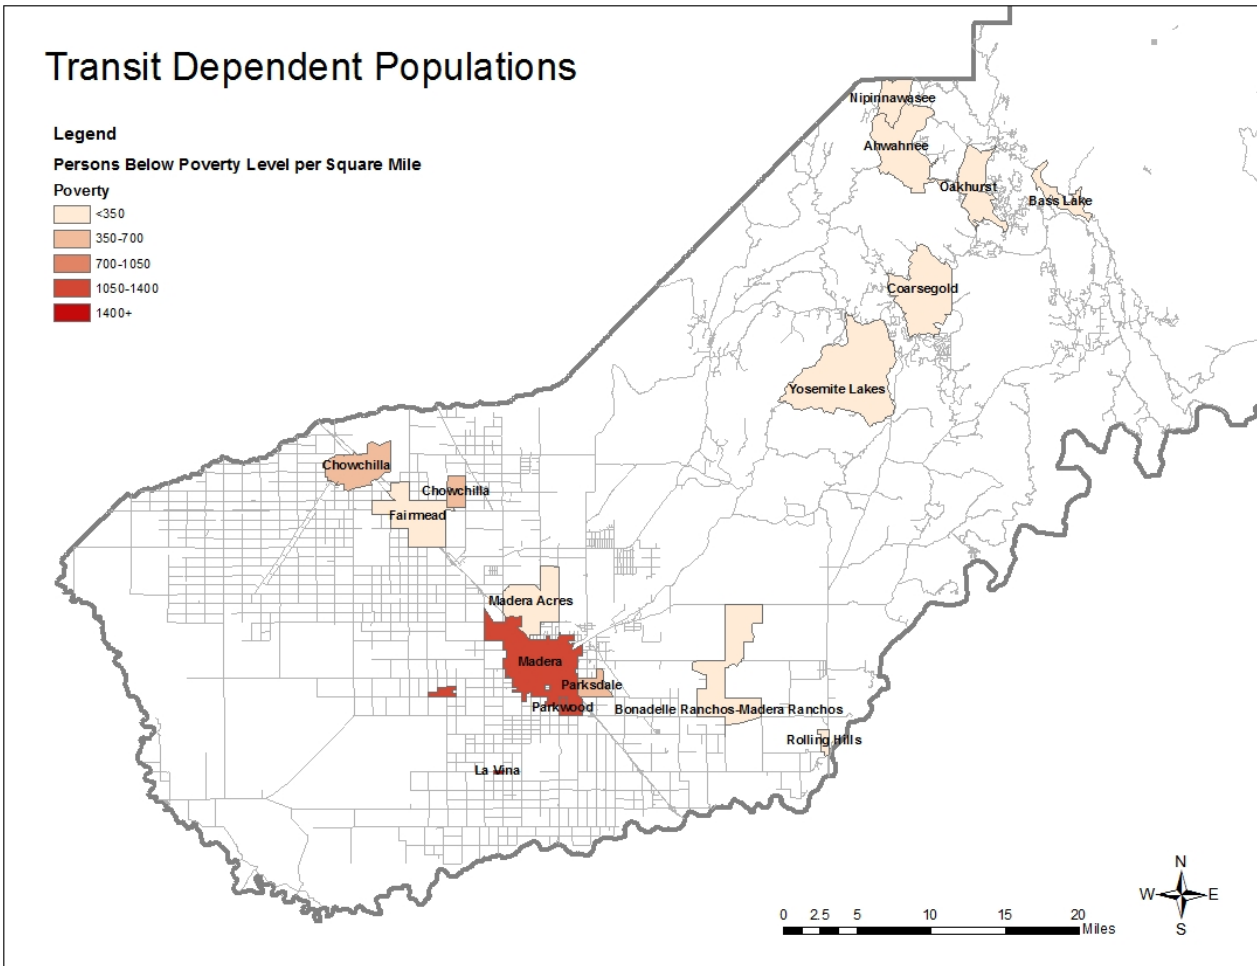 Transit Dependent Populations
Legend
Persons Below Poverty Level per Square Mile
Poverty
<350
350-700
700-1050
1050-1400
1400+
Nipinnawasee
Ahwahnee
Oakhurst
Bass Lake
Coarsegold
Yosemite Lakes
Chowchilla
Chowchilla
Fairmead
Madera Acres
Madera
Parksdale
Parkwood
Bonadelle Ranchos-Madera Ranchos
Rolling Hills
La Vina
N
W E
S
0 2.5 5 10 15 20
Miles